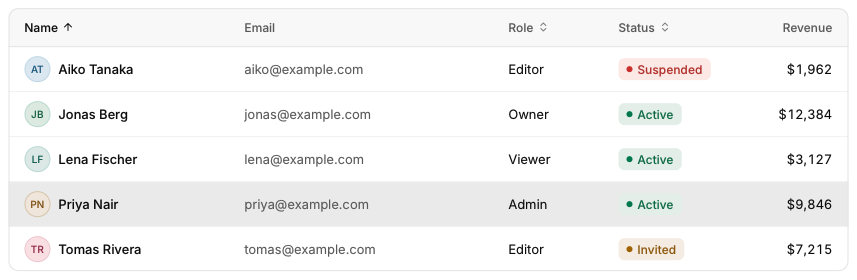 Name Email Role Status Revenue
AT Aiko Tanaka aiko@example.com Editor Suspended $1,962
JB Jonas Berg jonas@example.com Owner Active $12,384
LF Lena Fischer lena@example.com Viewer Active $3,127
PN Priya Nair priya@example.com Admin Active $9,846
TR Tomas Rivera tomas@example.com Editor Invited $7,215